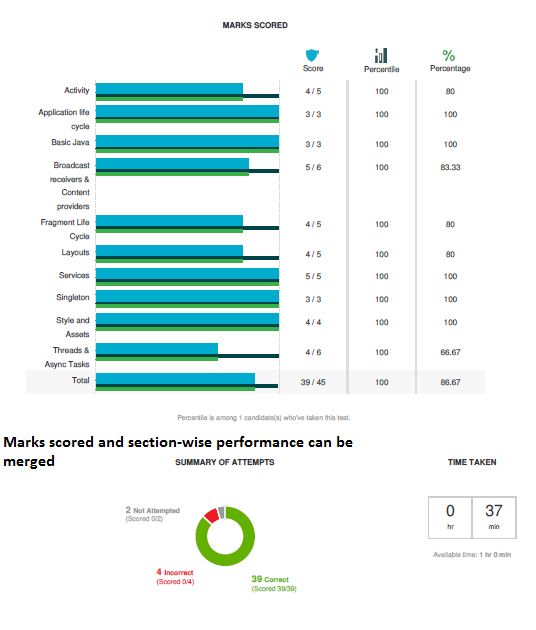 MARKS SCORED
Score Percentile Percentage
Activity 4 / 5 100 80
Application life 3 / 3 100 100
cycle
Basic Java 3 / 3 100 100
Broadcast 5 / 6 100 83.33
receivers &
Content
providers
Fragment Life 4 / 5 100 80
Cycle
Layouts 4 / 5 100 80
Services 5 / 5 100 100
Singleton 3 / 3 100 100
Style and 4 / 4 100 100
Assets
Threads & 4 / 6 100 66.67
Async Tasks
Total 39 / 45 100 86.67
Percentile is among 1 candidate(s) who've taken this test.
Marks scored and section-wise performance can be
merged
SUMMARY OF ATTEMPTS
2 Not Attempted
(Scored 0/2)
4 Incorrect
(Scored 0/4)
39 Correct
(Scored 39/39)
TIME TAKEN
0 37
hr min
Available time: 1 hr 0 min